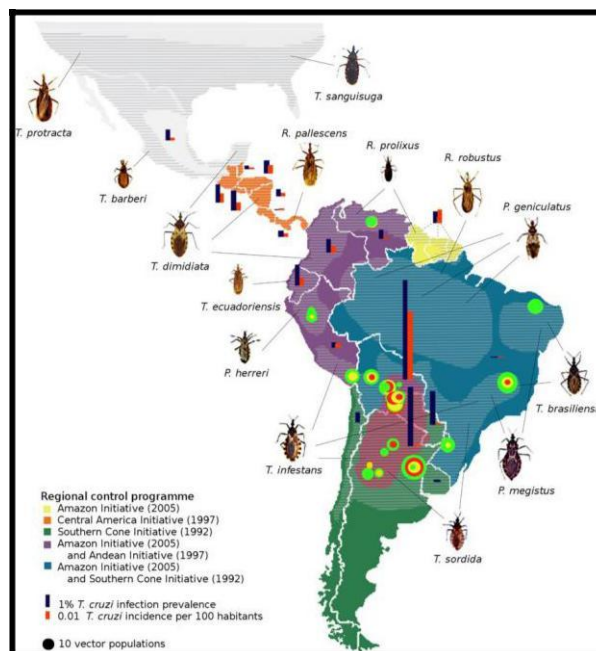 T. sanguisuga
T. protracta
R. pallescens
R. prolixus
R. robustus
T. barberi
P. geniculatus
T. dimidiata
T. ecuadoriensis
P. herreri
T. brasiliensis
T. infestans
P. megistus
T. sordida
Regional control programme
Amazon Initiative (2005)
Central America Initiative (1997)
Southern Cone Initiative (1992)
Amazon Initiative (2005)
and Andean Initiative (1997)
Amazon Initiative (2005)
and Southern Cone Initiative (1992)
1% T. cruzi infection prevalence
0.01 T. cruzi incidence per 100 habitants
10 vector populations